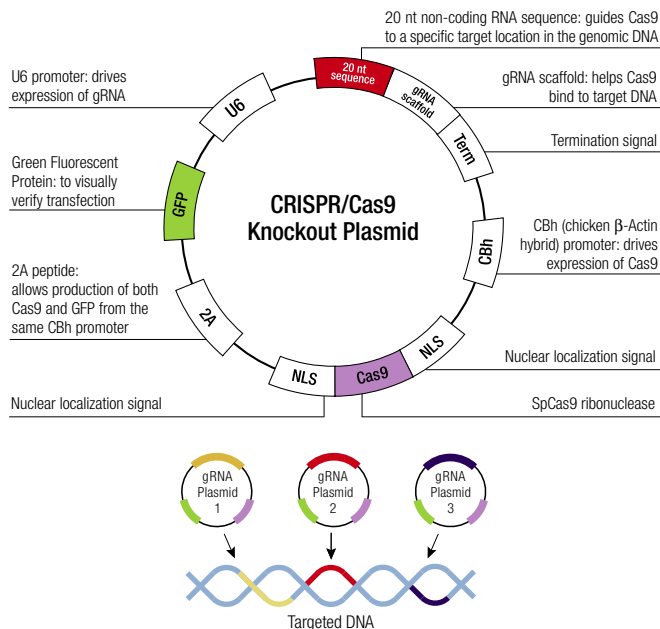 20 nt non-coding RNA sequence: guides Cas9
to a specific target location in the genomic DNA
U6 promoter: drives
expression of gRNA
20 nt
sequence
gRNA
scaffold
gRNA scaffold: helps Cas9
bind to target DNA
U6
Term
Termination signal
Green Fluorescent
Protein: to visually
verify transfection
GFP
CRISPR/Cas9
Knockout Plasmid
CBh
CBh (chicken β-Actin
hybrid) promoter: drives
expression of Cas9
2A peptide:
allows production of both
Cas9 and GFP from the
same CBh promoter
2A
NLS
Cas9
NLS
Nuclear localization signal
Nuclear localization signal
SpCas9 ribonuclease
gRNA
Plasmid
1
gRNA
Plasmid
2
gRNA
Plasmid
3
Targeted DNA